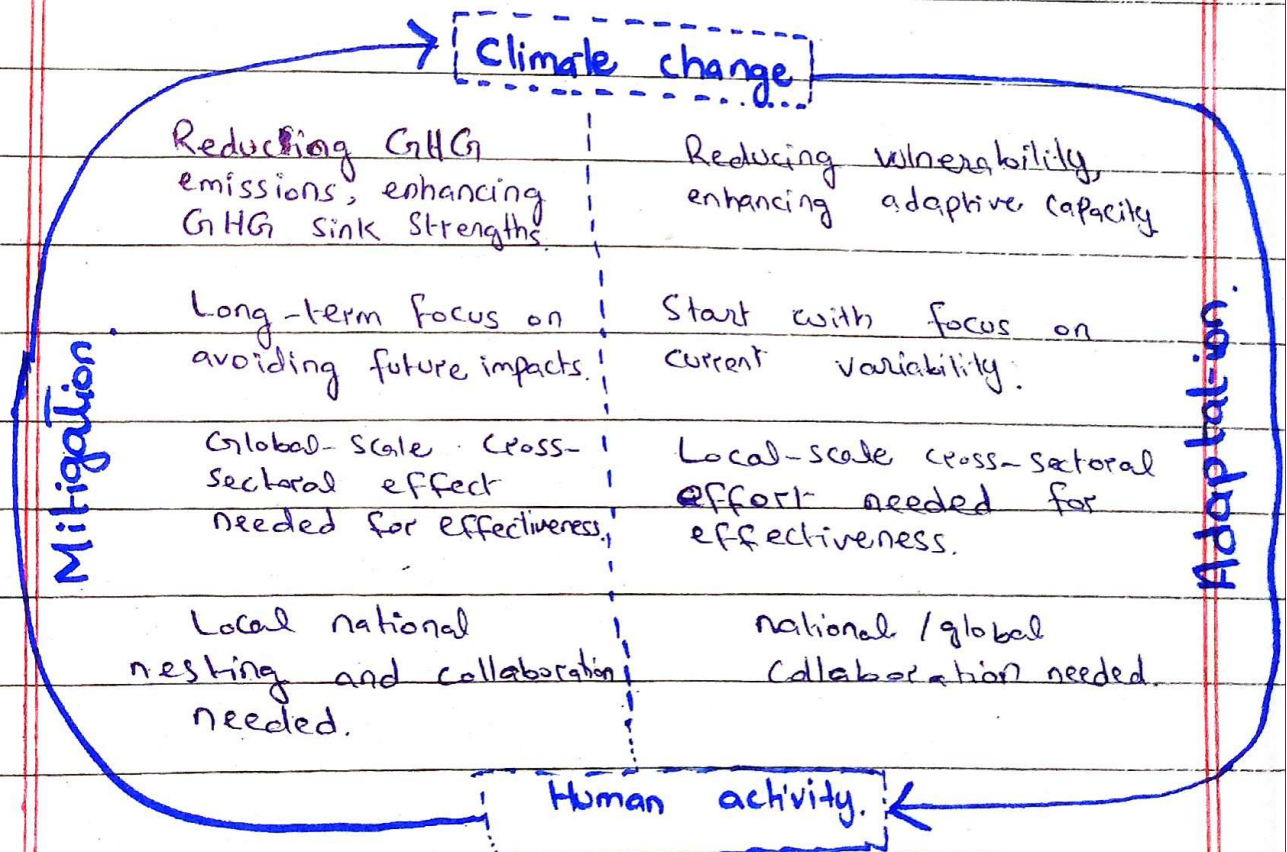 Climate change
Reducing GHG
emissions, enhancing
GHG sink strengths.
Reducing vulnerability,
enhancing adaptive capacity
Long-term focus on
avoiding future impacts.
Start with focus on
current variability.
Global-scale cross-
sectoral effect
needed for effectiveness.
Local-scale cross-sectoral
effort needed for
effectiveness.
Local national
nesting and collaboration
needed.
national / global
collaboration needed.
Mitigation.
Adaptat-ion.
Human activity.